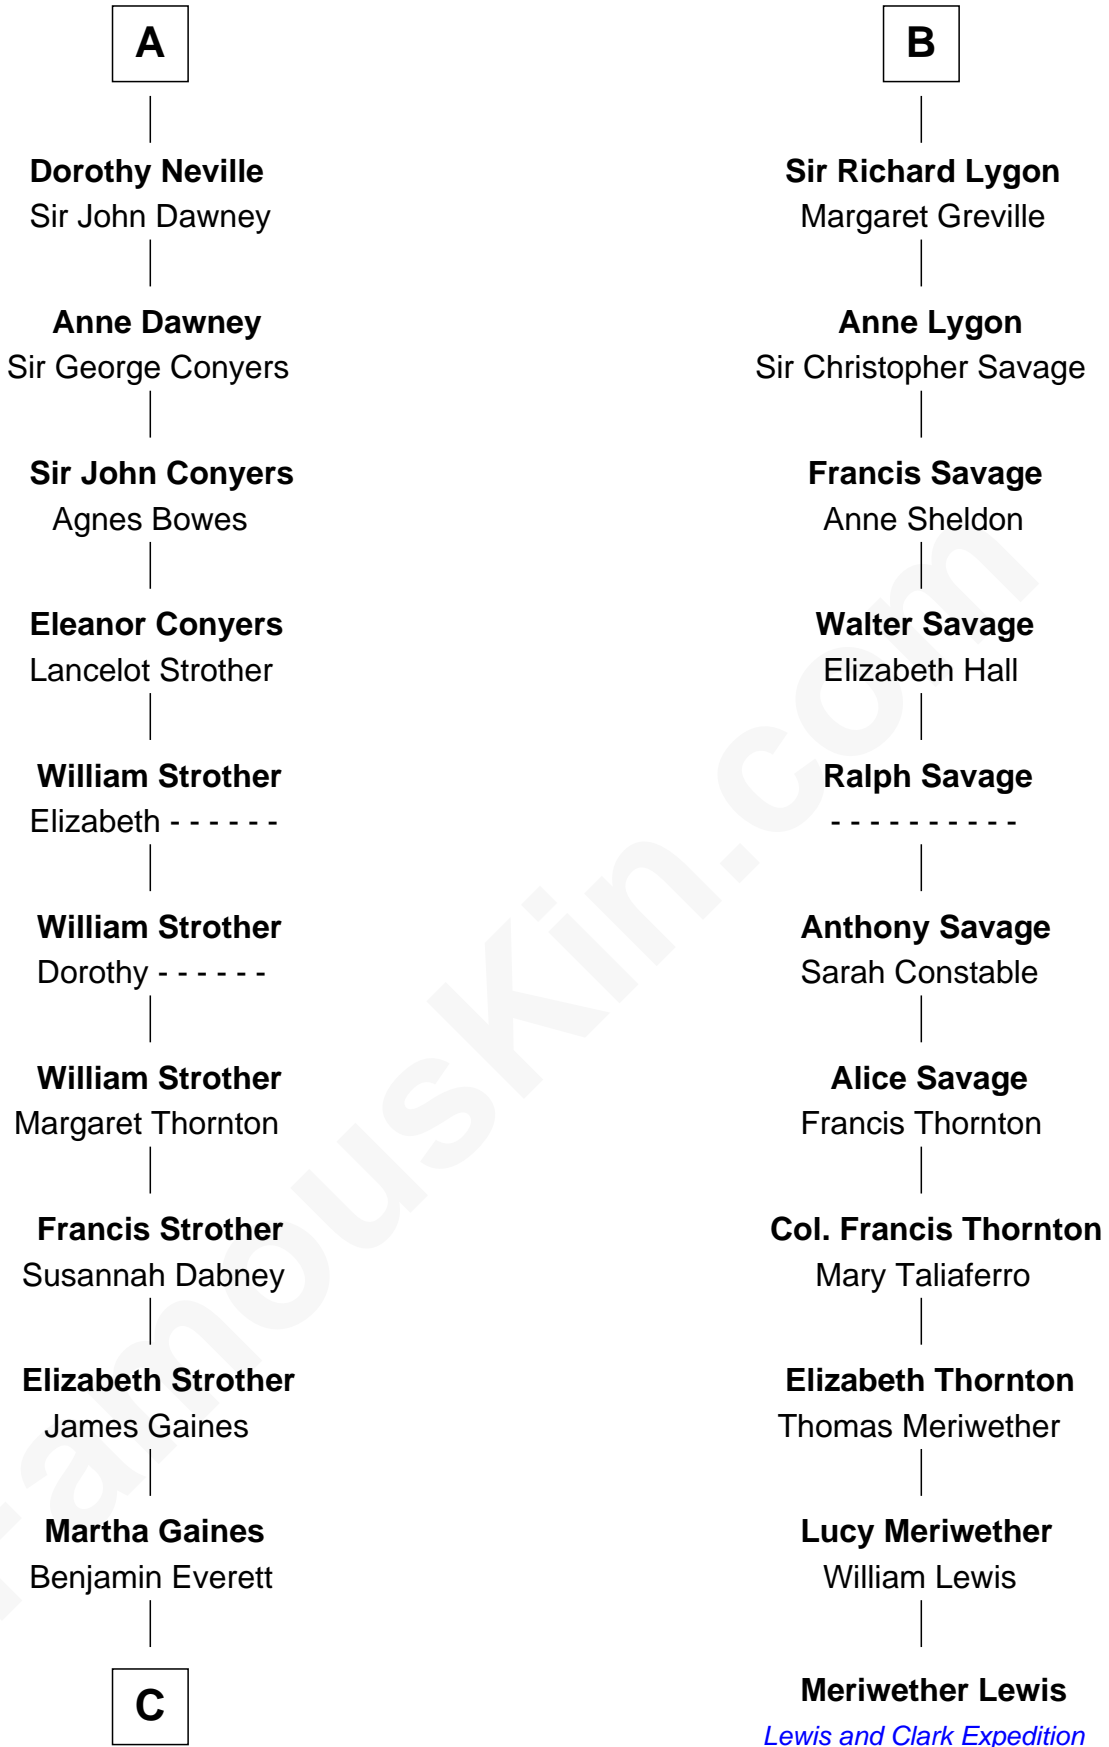 A
Dorothy Neville
Sir John Dawney
Anne Dawney
Sir George Conyers
Sir John Conyers
Agnes Bowes
Eleanor Conyers
Lancelot Strother
William Strother
Elizabeth - - - - - -
William Strother
Dorothy - - - - - -
William Strother
Margaret Thornton
Francis Strother
Susannah Dabney
Elizabeth Strother
James Gaines
Martha Gaines
Benjamin Everett
C
B
Sir Richard Lygon
Margaret Greville
Anne Lygon
Sir Christopher Savage
Francis Savage
Anne Sheldon
Walter Savage
Elizabeth Hall
Ralph Savage
- - - - - - - - - -
Anthony Savage
Sarah Constable
Alice Savage
Francis Thornton
Col. Francis Thornton
Mary Taliaferro
Elizabeth Thornton
Thomas Meriwether
Lucy Meriwether
William Lewis
Meriwether Lewis
Lewis and Clark Expedition
FamousKin.com